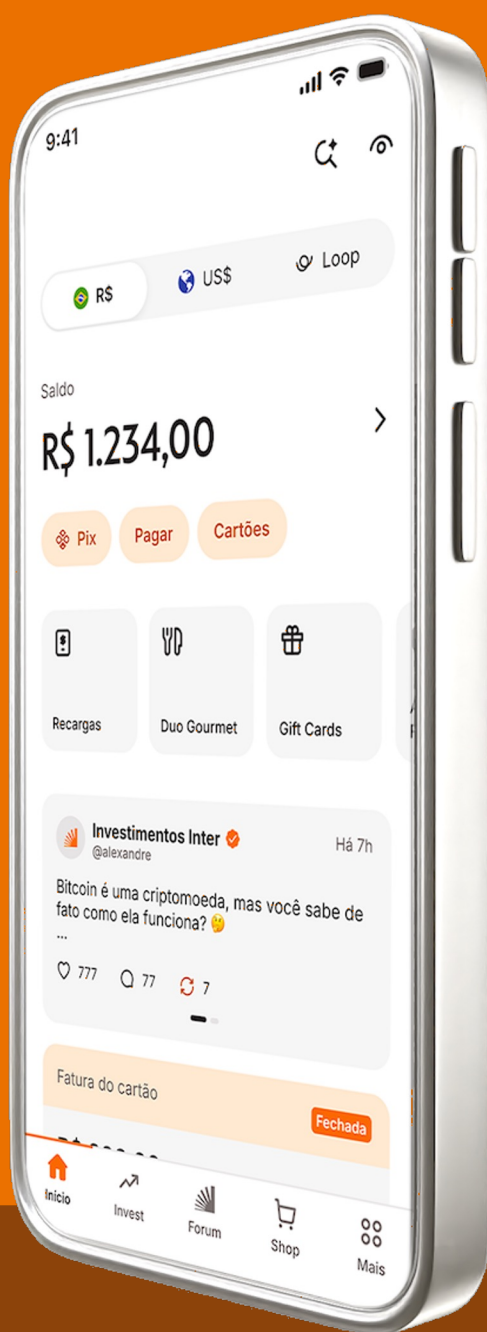 9:41
R$
US$
Loop
Saldo
R$ 1.234,00
Pix
Pagar
Cartões
Recargas
Duo Gourmet
Gift Cards
Investimentos Inter
@alexandre
Há 7h
Bitcoin é uma criptomoeda, mas você sabe de
fato como ela funciona? 🤔
...
777
77
7
Fatura do cartão
Fechada
Início
Invest
Forum
Shop
Mais